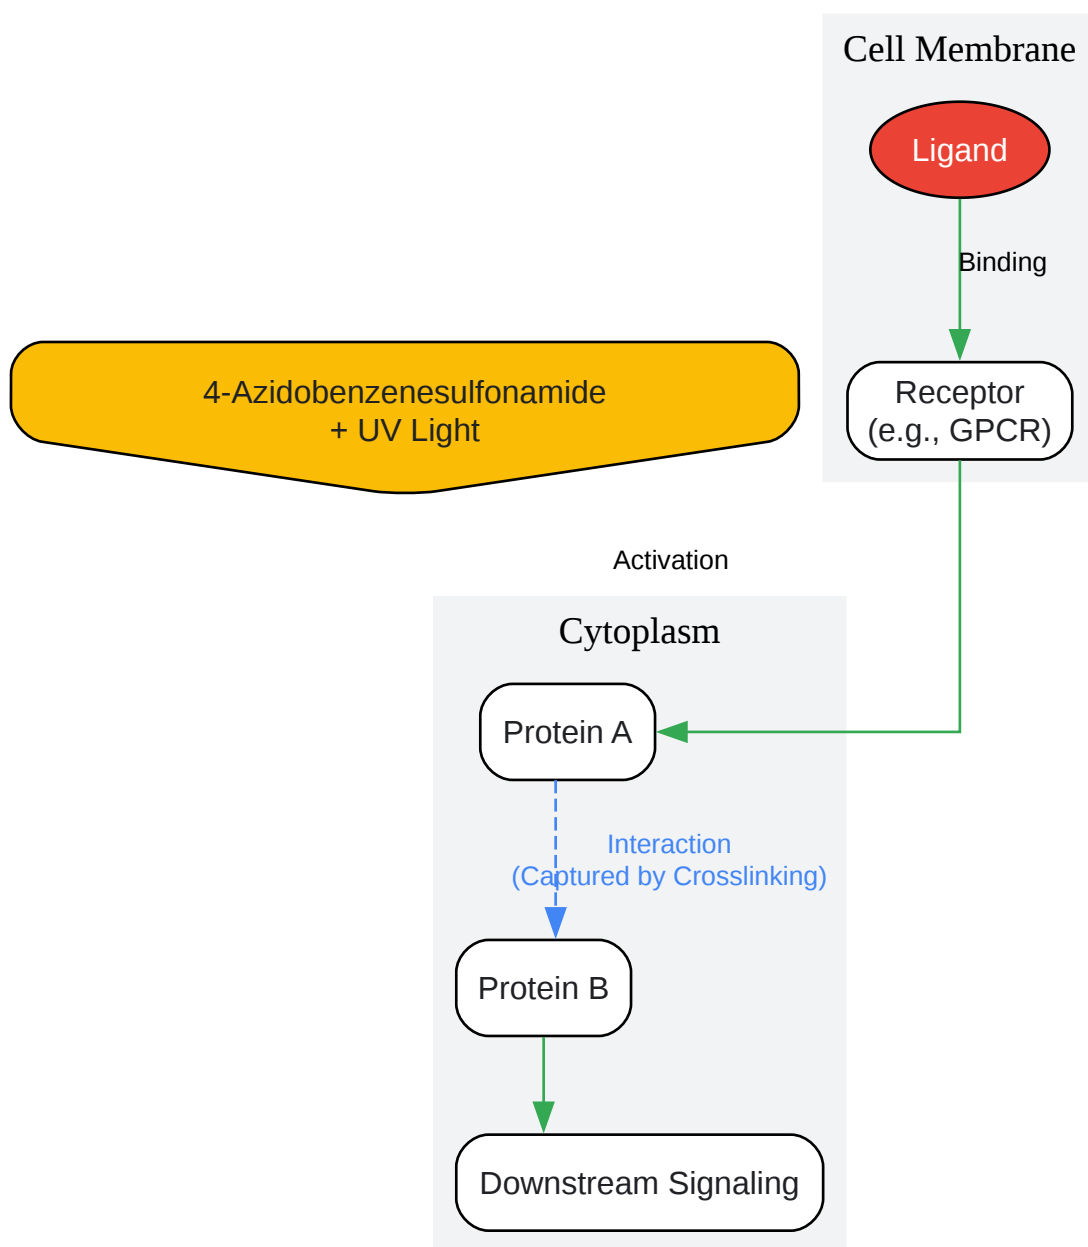 Cell Membrane
Ligand
Binding
4-Azidobenzenesulfonamide
+ UV Light
Receptor
(e.g., GPCR)
Activation
Cytoplasm
Protein A
Interaction
(Captured by Crosslinking)
Protein B
Downstream Signaling